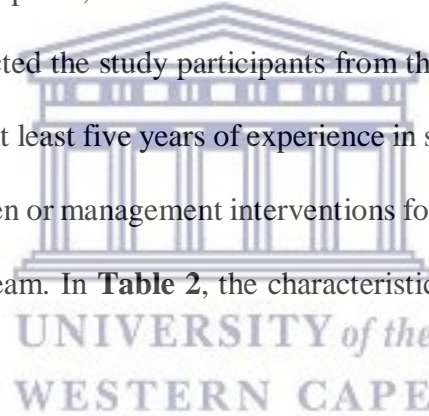 cted the study participants from th
t least five years of experience in s
en or management interventions fo
eam. In Table 2, the characteristic
UNIVERSITY of the
WESTERN CAPE